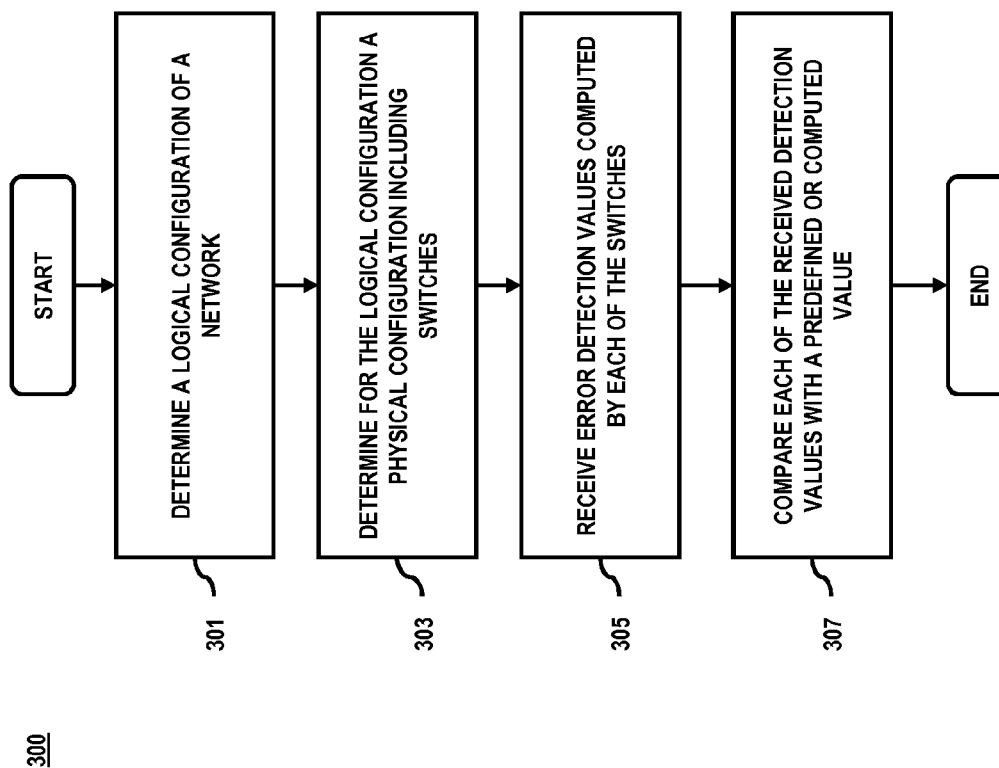 300
START
301
DETERMINE A LOGICAL CONFIGURATION OF A
NETWORK
303
DETERMINE FOR THE LOGICAL CONFIGURATION A
PHYSICAL CONFIGURATION INCLUDING
SWITCHES
305
RECEIVE ERROR DETECTION VALUES COMPUTED
BY EACH OF THE SWITCHES
307
COMPARE EACH OF THE RECEIVED DETECTION
VALUES WITH A PREDEFINED OR COMPUTED
VALUE
END